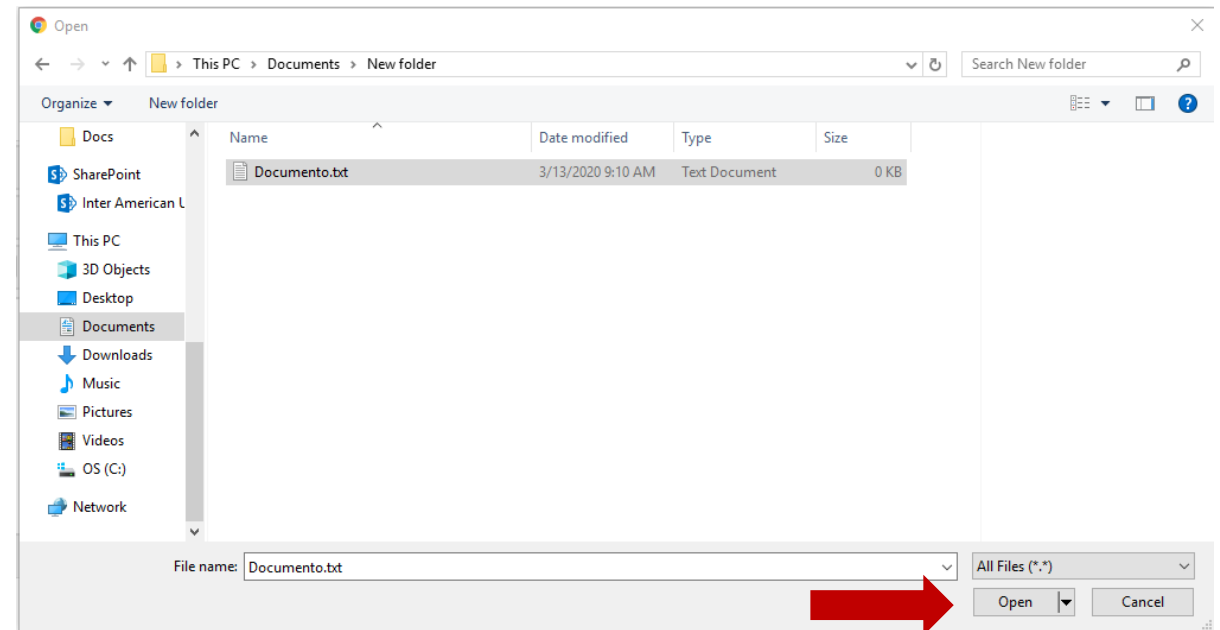 Open
This PC > Documents > New folder
Search New folder
Organize
New folder
Name
Date modified
Type
Size
Documento.txt
3/13/2020 9:10 AM
Text Document
0 KB
Docs
SharePoint
Inter American U
This PC
3D Objects
Desktop
Documents
Downloads
Music
Pictures
Videos
OS (C:)
Network
File name:
Documento.txt
All Files (*.*)
Open
Cancel